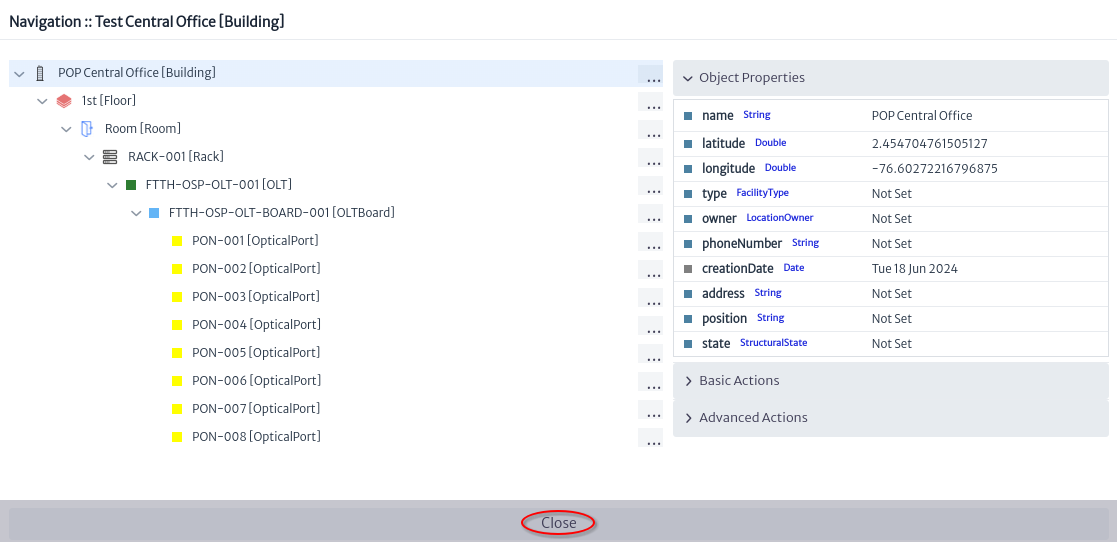 Navigation :: Test Central Office [Building]
POP Central Office [Building]
...
1st [Floor]
...
Room [Room]
...
RACK-001 [Rack]
...
FTTH-OSP-OLT-001 [OLT]
...
FTTH-OSP-OLT-BOARD-001 [OLTBoard]
...
PON-001 [OpticalPort]
...
PON-002 [OpticalPort]
...
PON-003 [OpticalPort]
...
PON-004 [OpticalPort]
...
PON-005 [OpticalPort]
...
PON-006 [OpticalPort]
...
PON-007 [OpticalPort]
...
PON-008 [OpticalPort]
...
Object Properties
name String POP Central Office
latitude Double 2.454704761505127
longitude Double -76.60272216796875
type FacilityType Not Set
owner LocationOwner Not Set
phoneNumber String Not Set
creationDate Date Tue 18 Jun 2024
address String Not Set
position String Not Set
state StructuralState Not Set
Basic Actions
Advanced Actions
Close